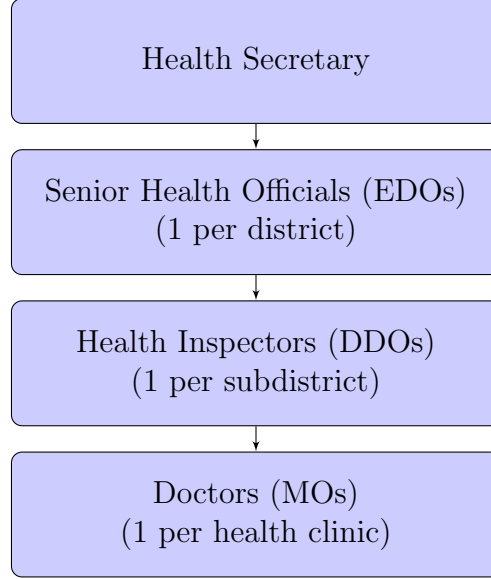 Health Secretary
Senior Health Officials (EDOs)
(1 per district)
Health Inspectors (DDOs)
(1 per subdistrict)
Doctors (MOs)
(1 per health clinic)